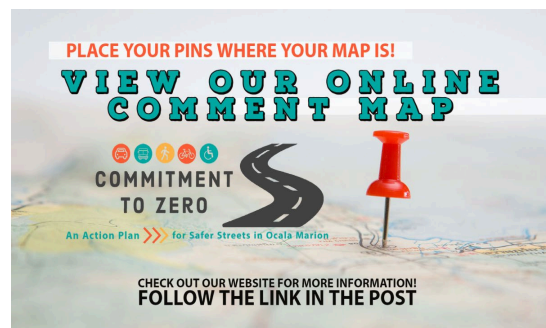 PLACE YOUR PINS WHERE YOUR MAP IS!
VIEW OUR ONLINE
COMMENT MAP
COMMITMENT
TO ZERO
An Action Plan >>> for Safer Streets in Ocala Marion
CHECK OUT OUR WEBSITE FOR MORE INFORMATION!
FOLLOW THE LINK IN THE POST